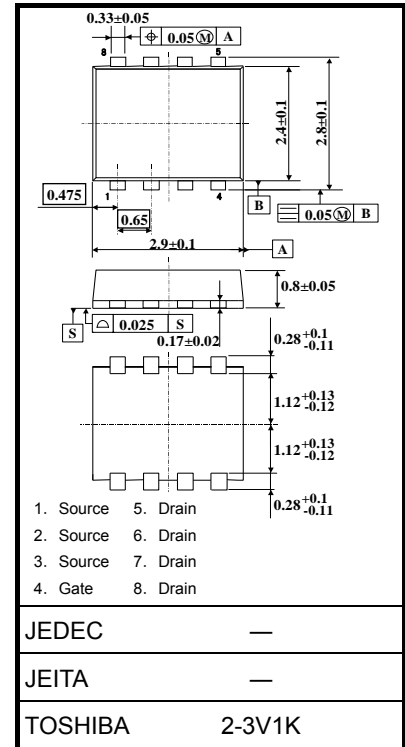 0.33±0.05
8
⌖ 0.05Ⓜ A
5
2.4±0.1
2.8±0.1
0.475
1
4
B
⌯ 0.05Ⓜ B
0.65
2.9±0.1
A
0.8±0.05
S
⌓ 0.025 S
0.17±0.02
0.28 +0.1 -0.11
1.12 +0.13 -0.12
1.12 +0.13 -0.12
0.28 +0.1 -0.11
1. Source 5. Drain
2. Source 6. Drain
3. Source 7. Drain
4. Gate 8. Drain
JEDEC —
JEITA —
TOSHIBA 2-3V1K